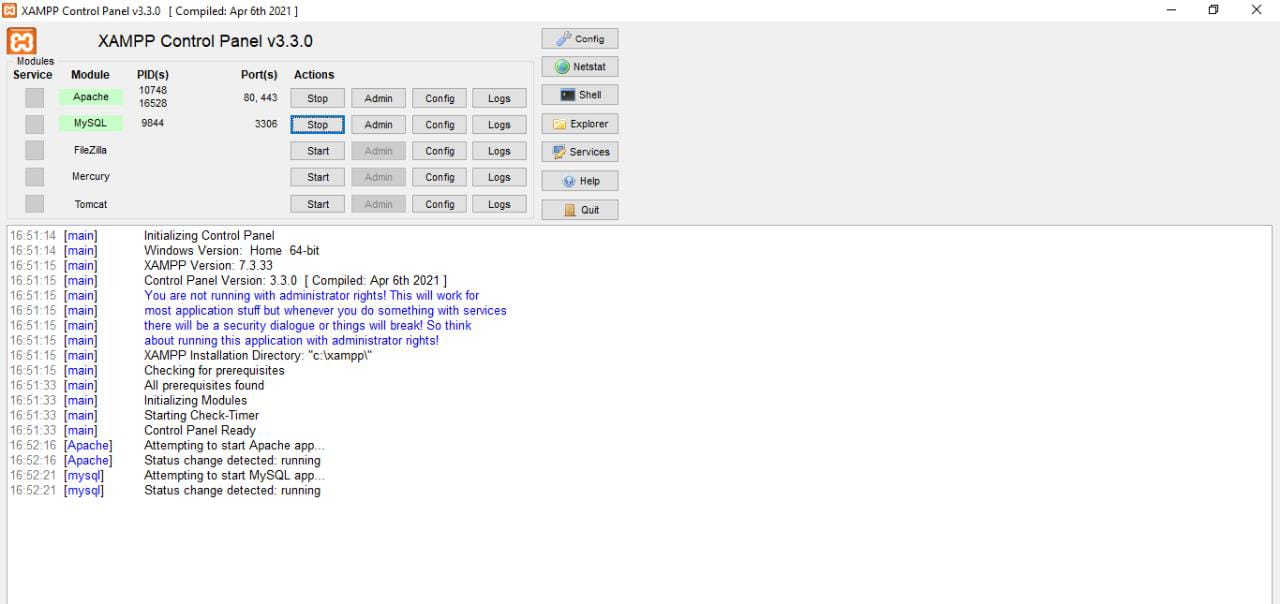 XAMPP Control Panel v3.3.0 [ Compiled: Apr 6th 2021 ]
XAMPP Control Panel v3.3.0
Config
Modules
Service Module PID(s) Port(s) Actions
Netstat
Apache 10748 16528 80, 443 Stop Admin Config Logs
Shell
MySQL 9844 3306 Stop Admin Config Logs
Explorer
FileZilla Start Admin Config Logs
Services
Mercury Start Admin Config Logs
Help
Tomcat Start Admin Config Logs
Quit
16:51:14 [main] Initializing Control Panel
16:51:14 [main] Windows Version: Home 64-bit
16:51:15 [main] XAMPP Version: 7.3.33
16:51:15 [main] Control Panel Version: 3.3.0 [ Compiled: Apr 6th 2021 ]
16:51:15 [main] You are not running with administrator rights! This will work for
16:51:15 [main] most application stuff but whenever you do something with services
16:51:15 [main] there will be a security dialogue or things will break! So think
16:51:15 [main] about running this application with administrator rights!
16:51:15 [main] XAMPP Installation Directory: "c:\xampp\"
16:51:15 [main] Checking for prerequisites
16:51:33 [main] All prerequisites found
16:51:33 [main] Initializing Modules
16:51:33 [main] Starting Check-Timer
16:51:33 [main] Control Panel Ready
16:52:16 [Apache] Attempting to start Apache app...
16:52:16 [Apache] Status change detected: running
16:52:21 [mysql] Attempting to start MySQL app...
16:52:21 [mysql] Status change detected: running